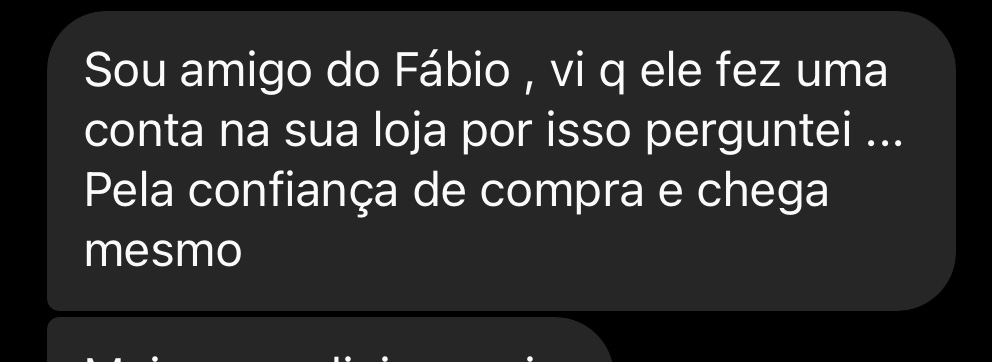 Sou amigo do Fábio , vi q ele fez uma
conta na sua loja por isso perguntei ...
Pela confiança de compra e chega
mesmo